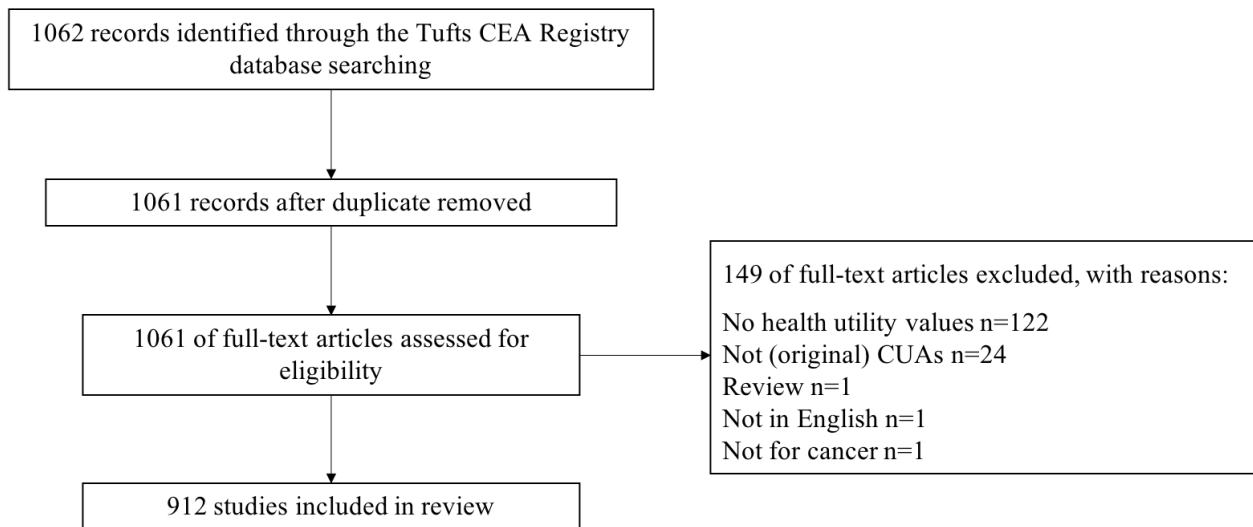 1062 records identified through the Tufts CEA Registry
database searching
1061 records after duplicate removed
1061 of full-text articles assessed for
eligibility
149 of full-text articles excluded, with reasons:
No health utility values n=122
Not (original) CUAs n=24
Review n=1
Not in English n=1
Not for cancer n=1
912 studies included in review